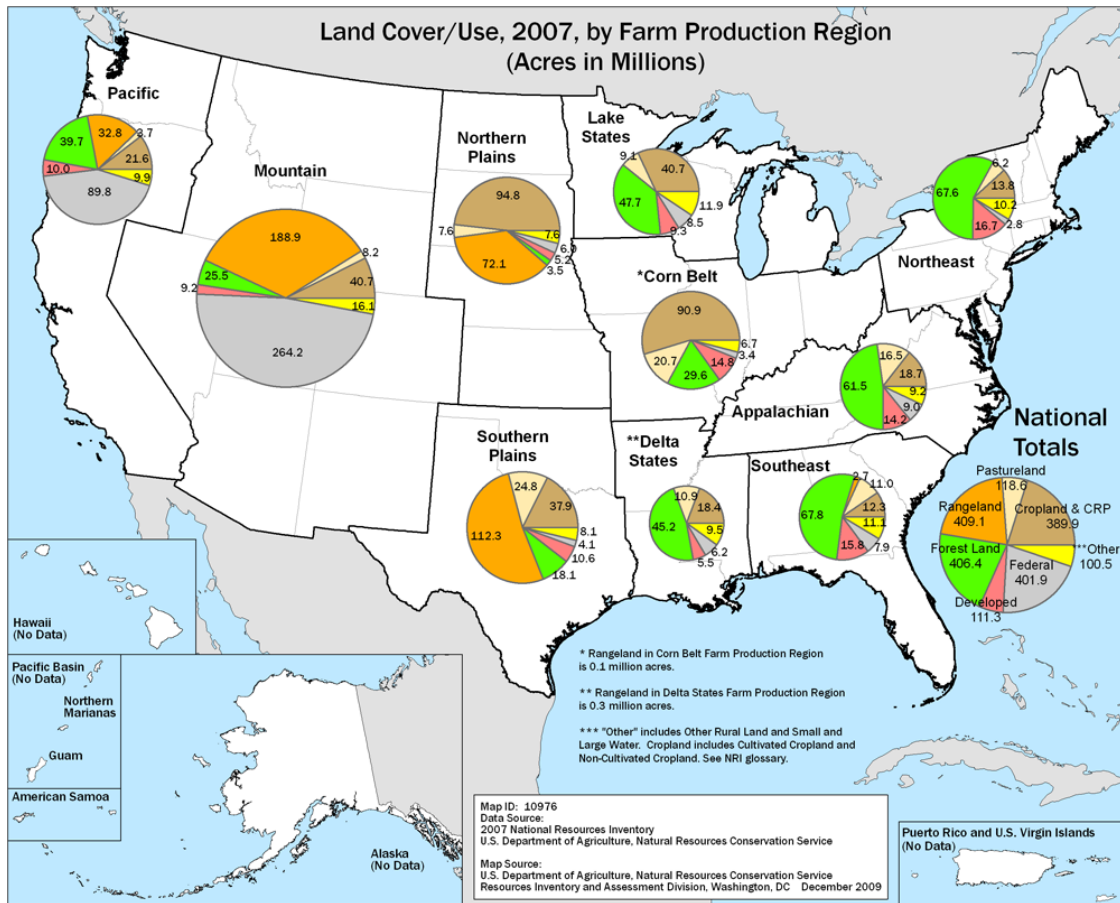 Land Cover/Use, 2007, by Farm Production Region
(Acres in Millions)
Pacific
39.7
32.8
3.7
21.6
9.9
10.0
89.8
Mountain
188.9
8.2
25.5
40.7
9.2
16.1
264.2
Northern
Plains
94.8
7.6
7.6
6.0
5.2
3.5
72.1
Lake
States
9.1
40.7
47.7
11.9
8.5
9.3
*Corn Belt
90.9
20.7
6.7
3.4
14.8
29.6
67.6
6.2
13.8
10.2
2.8
16.7
Northeast
16.5
61.5
18.7
9.2
9.0
14.2
Appalachian
Southern
Plains
24.8
37.9
112.3
8.1
4.1
10.6
18.1
**Delta
States
10.9
18.4
45.2
9.5
6.2
5.5
Southeast
2.7
11.0
67.8
12.3
11.1
15.8
7.9
National
Totals
Pastureland
118.6
Rangeland
409.1
Cropland & CRP
389.9
Forest Land
406.4
***Other
100.5
Federal
401.9
Developed
111.3
Hawaii
(No Data)
Pacific Basin
(No Data)
Northern
Marianas
Guam
American Samoa
Alaska
(No Data)
* Rangeland in Corn Belt Farm Production Region
is 0.1 million acres.
** Rangeland in Delta States Farm Production Region
is 0.3 million acres.
*** "Other" includes Other Rural Land and Small and
Large Water. Cropland includes Cultivated Cropland and
Non-Cultivated Cropland. See NRI glossary.
Map ID: 10976
Data Source:
2007 National Resources Inventory
U.S. Department of Agriculture, Natural Resources Conservation Service
Map Source:
U.S. Department of Agriculture, Natural Resources Conservation Service
Resources Inventory and Assessment Division, Washington, DC December 2009
Puerto Rico and U.S. Virgin Islands
(No Data)